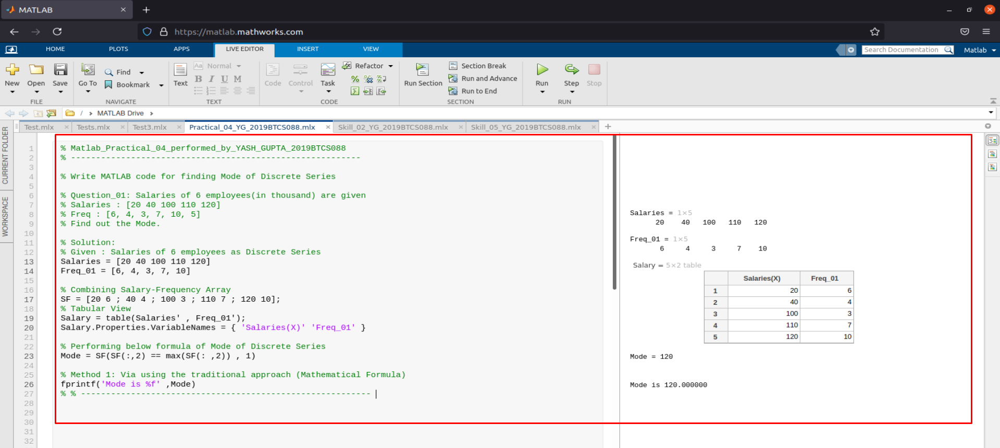 MATLAB
https://matlab.mathworks.com
HOME PLOTS APPS LIVE EDITOR INSERT VIEW
Search Documentation
Matlab
New Open Save
FILE
Go To Find Bookmark
NAVIGATE
Text Aa Normal
B I U M
TEXT
Code Control Task Refactor
CODE
Run Section Section Break
Run and Advance
Run to End
SECTION
Run Step Stop
RUN
/ › MATLAB Drive ›
Test.mlx Tests.mlx Test3.mlx Practical_04_YG_2019BTCS088.mlx Skill_02_YG_2019BTCS088.mlx Skill_05_YG_2019BTCS088.mlx
CURRENT FOLDER
WORKSPACE
1 % Matlab_Practical_04_performed_by_YASH_GUPTA_2019BTCS088
2 % ----------------------------------------------------------
3
4 % Write MATLAB code for finding Mode of Discrete Series
5
6 % Question_01: Salaries of 6 employees(in thousand) are given
7 % Salaries : [20 40 100 110 120]
8 % Freq : [6, 4, 3, 7, 10, 5]
9 % Find out the Mode.
10
11 % Solution:
12 % Given : Salaries of 6 employees as Discrete Series
13 Salaries = [20 40 100 110 120]
14 Freq_01 = [6, 4, 3, 7, 10]
15
16 % Combining Salary-Frequency Array
17 SF = [20 6 ; 40 4 ; 100 3 ; 110 7 ; 120 10];
18 % Tabular View
19 Salary = table(Salaries' , Freq_01');
20 Salary.Properties.VariableNames = { 'Salaries(X)' 'Freq_01' }
21
22 % Performing below formula of Mode of Discrete Series
23 Mode = SF(SF(:,2) == max(SF(: ,2)) , 1)
24
25 % Method 1: Via using the traditional approach (Mathematical Formula)
26 fprintf('Mode is %f' ,Mode)
27 % % ----------------------------------------------------------
28
29
30
31
32
Salaries = 1×5
20 40 100 110 120
Freq_01 = 1×5
6 4 3 7 10
Salary = 5×2 table
Salaries(X) Freq_01
1 20 6
2 40 4
3 100 3
4 110 7
5 120 10
Mode = 120
Mode is 120.000000